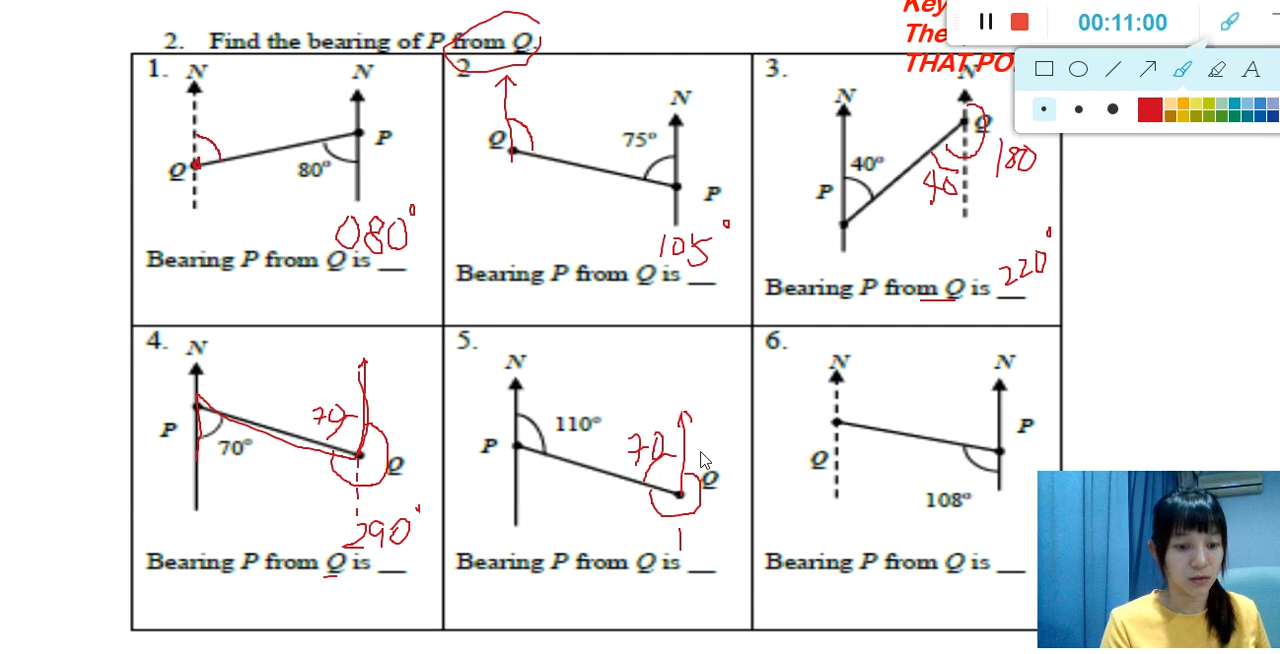 Key
The
THAT PO
00:11:00
A
2. Find the bearing of P from Q.
1. N N
Q P
80°
080°
Bearing P from Q is __
2
N
Q 75°
P
105°
Bearing P from Q is __
3.
N N
Q
40°
P
40 180
220°
Bearing P from Q is __
4. N
P 70
70°
Q
290°
Bearing P from Q is __
5.
N
110°
P 70
Q
1
Bearing P from Q is __
6.
N N
P
Q
108°
Bearing P from Q is __